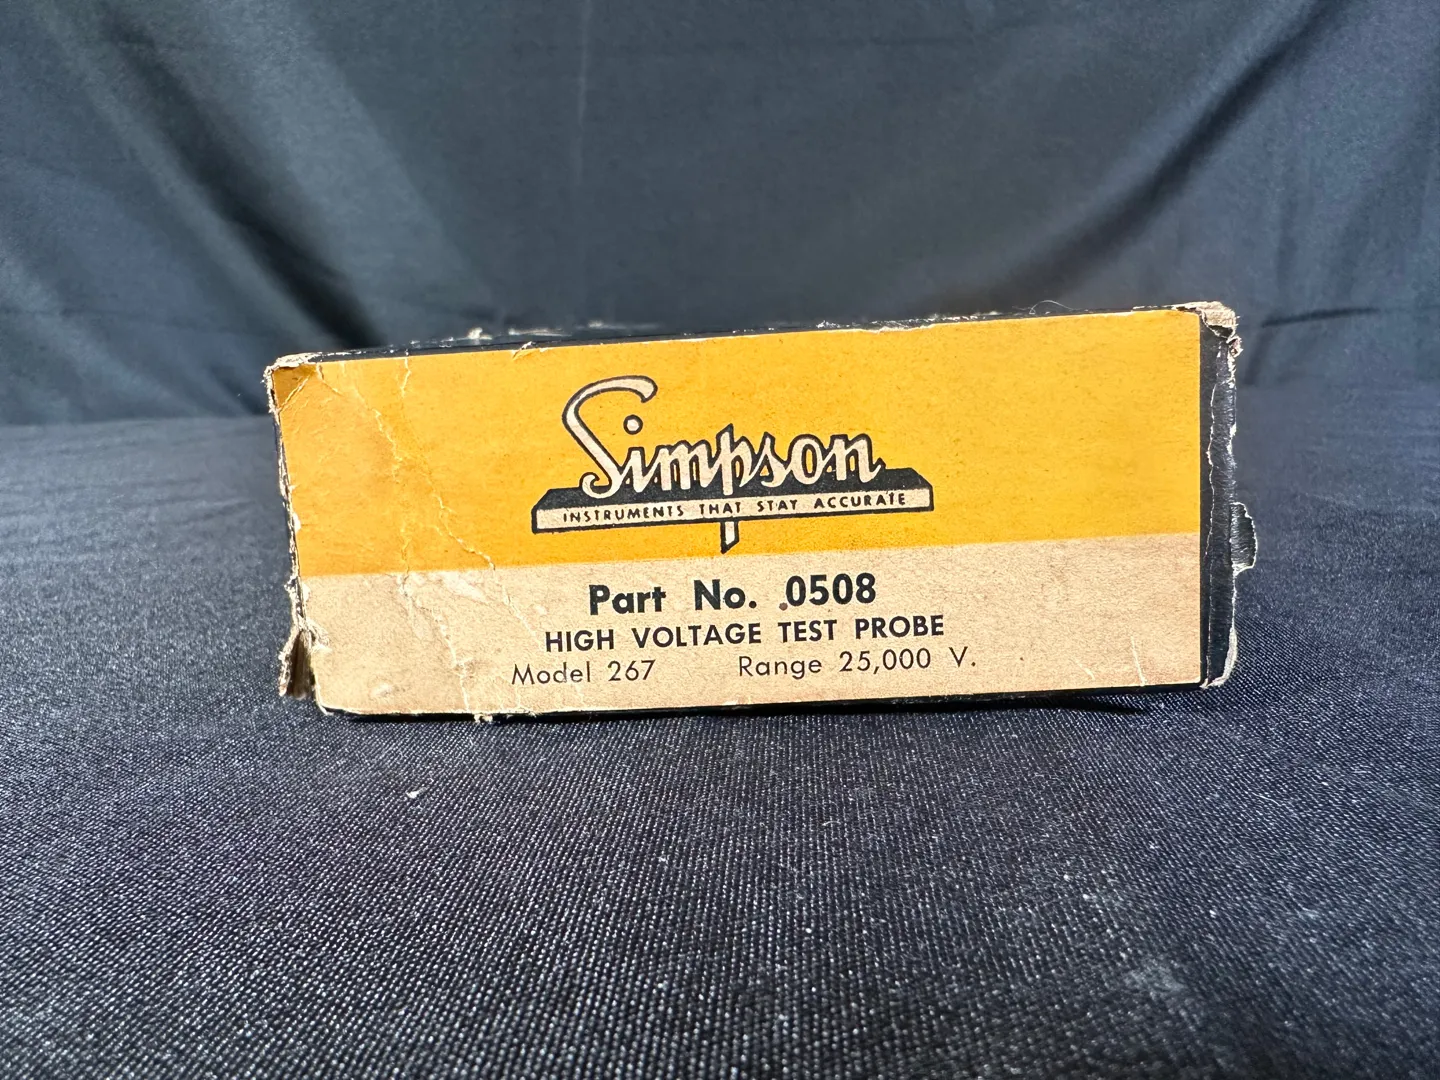 Simpson
INSTRUMENTS THAT STAY ACCURATE
Part No. 0508
HIGH VOLTAGE TEST PROBE
Model 267 Range 25,000 V.